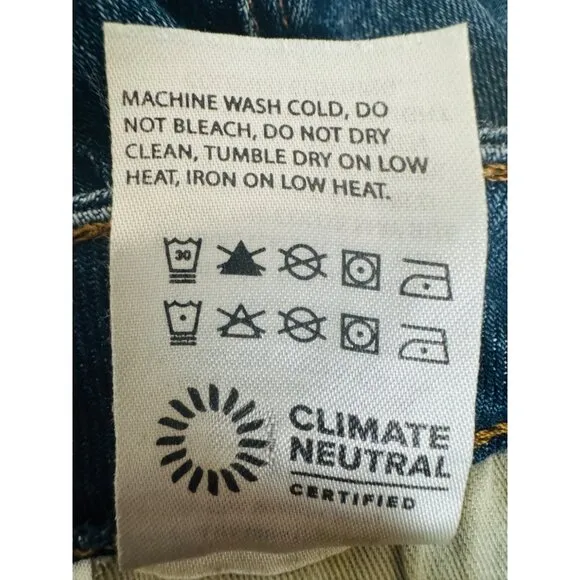 MACHINE WASH COLD, DO
NOT BLEACH, DO NOT DRY
CLEAN, TUMBLE DRY ON LOW
HEAT, IRON ON LOW HEAT.
30
CLIMATE
NEUTRAL
CERTIFIED